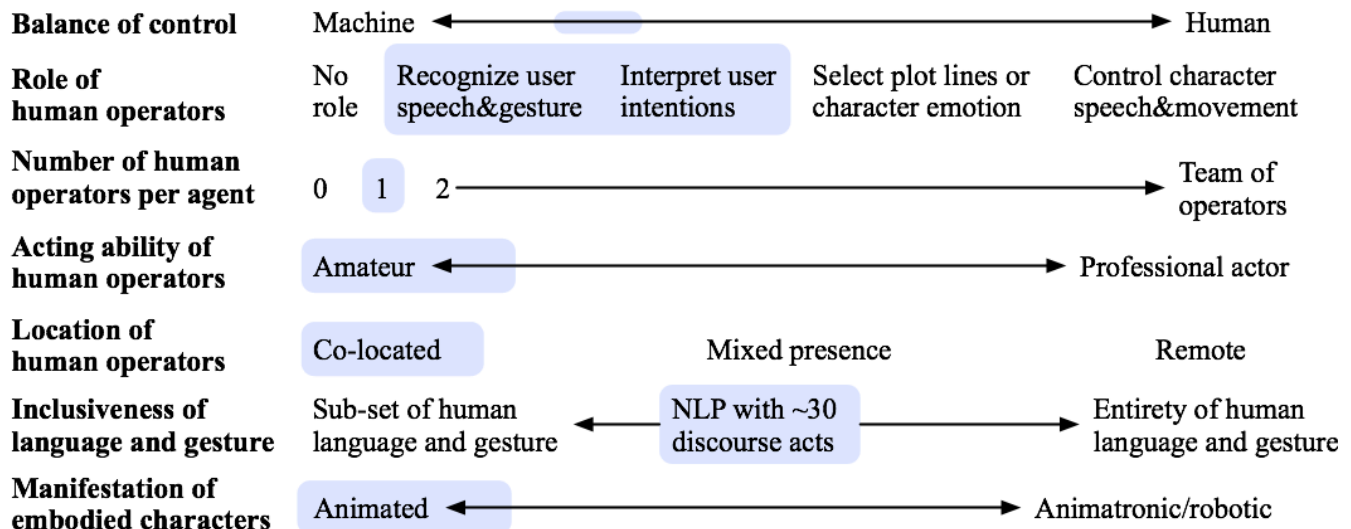 Balance of control Machine Human
Role of human operators No role Recognize user speech&gesture Interpret user intentions Select plot lines or character emotion Control character speech&movement
Number of human operators per agent 0 1 2 Team of operators
Acting ability of human operators Amateur Professional actor
Location of human operators Co-located Mixed presence Remote
Inclusiveness of language and gesture Sub-set of human language and gesture NLP with ~30 discourse acts Entirety of human language and gesture
Manifestation of embodied characters Animated Animatronic/robotic